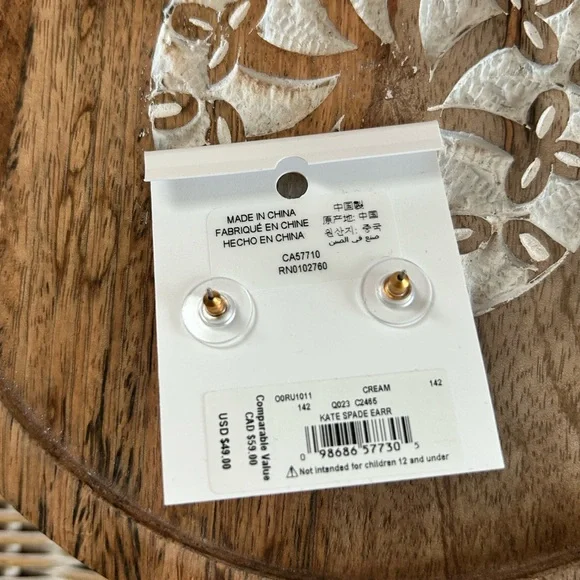 MADE IN CHINA
FABRIQUÉ EN CHINE
HECHO EN CHINA
中国製
原产地: 中国
원산지: 중국
صنع في الصين
CA57710
RN0102760
Comparable Value
CAD $59.00
USD $49.00
OORU1011 CREAM 142
142 Q023 C2465
KATE SPADE EARR
0 98686 57730 5
⚠ Not intended for children 12 and under